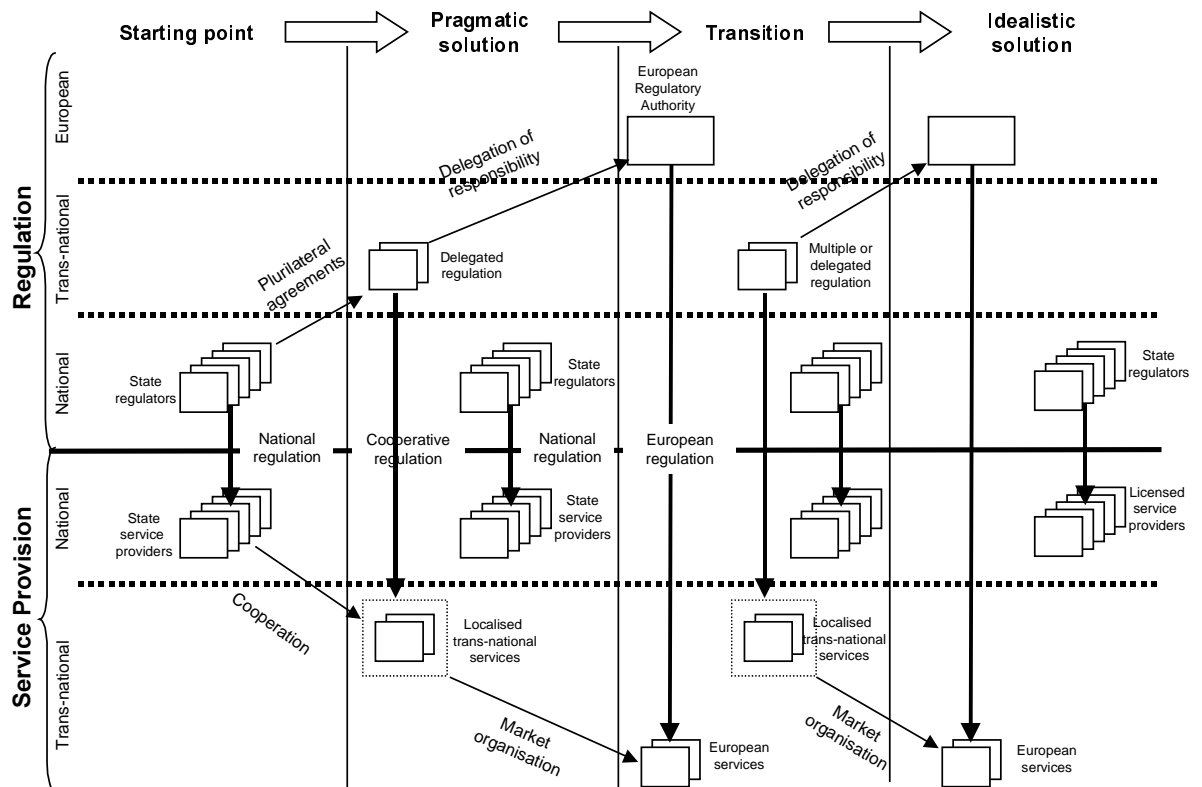 Starting point
Pragmatic
solution
Transition
Idealistic
solution
Regulation
European
European
Regulatory
Authority
Delegation of
responsibility
Delegation of
responsibility
Trans-national
Plurilateral
agreements
Delegated
regulation
Multiple or
delegated
regulation
National
State
regulators
State
regulators
State
regulators
National
regulation
Cooperative
regulation
National
regulation
European
regulation
Service Provision
National
State
service
providers
State
service
providers
Licensed
service
providers
Trans-national
Cooperation
Localised
trans-national
services
Localised
trans-national
services
Market
organisation
Market
organisation
European
services
European
services